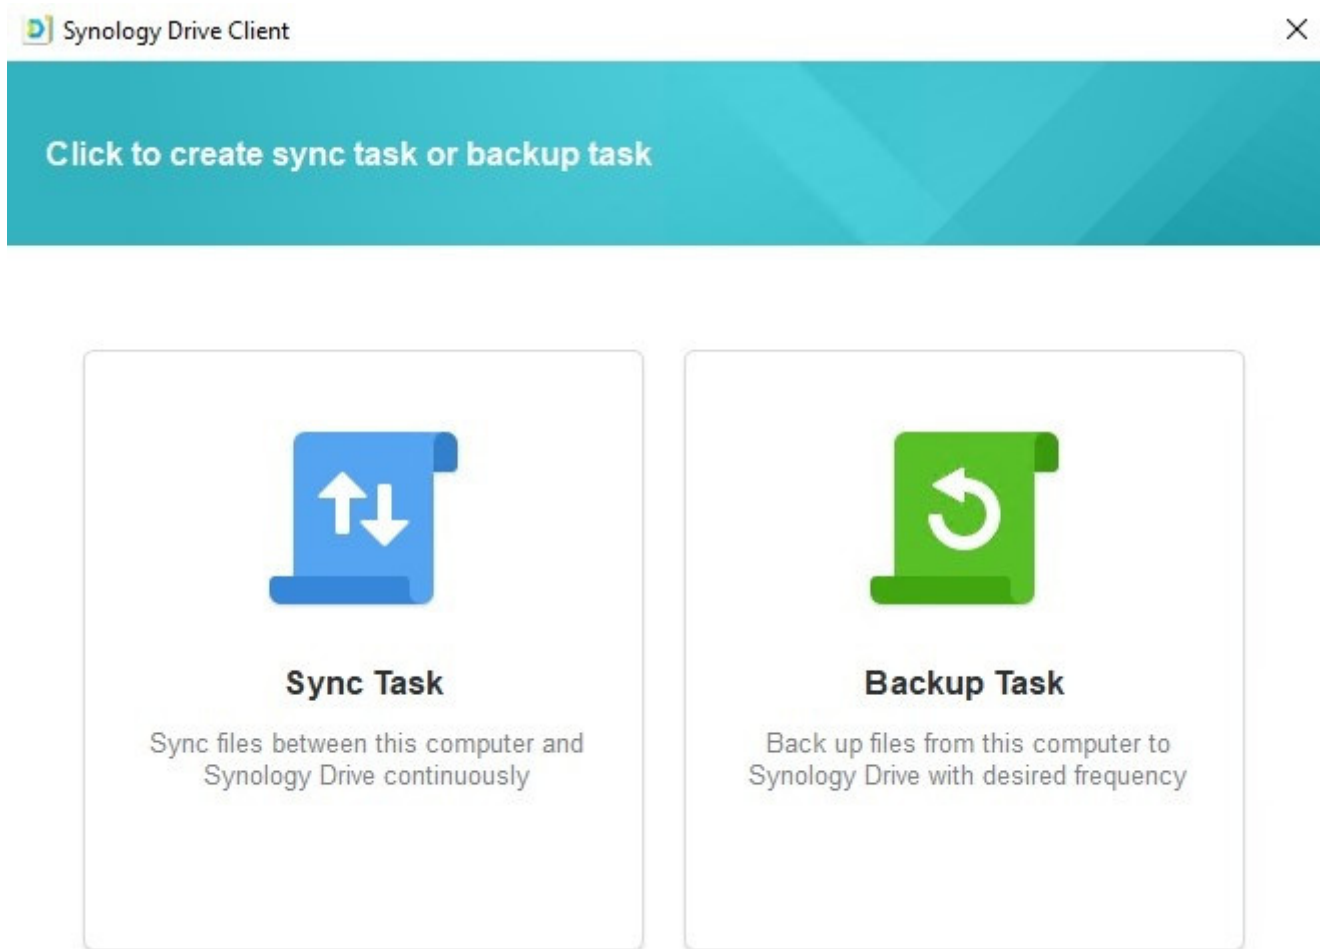 Synology Drive Client
Click to create sync task or backup task
Sync Task
Sync files between this computer and
Synology Drive continuously
Backup Task
Back up files from this computer to
Synology Drive with desired frequency